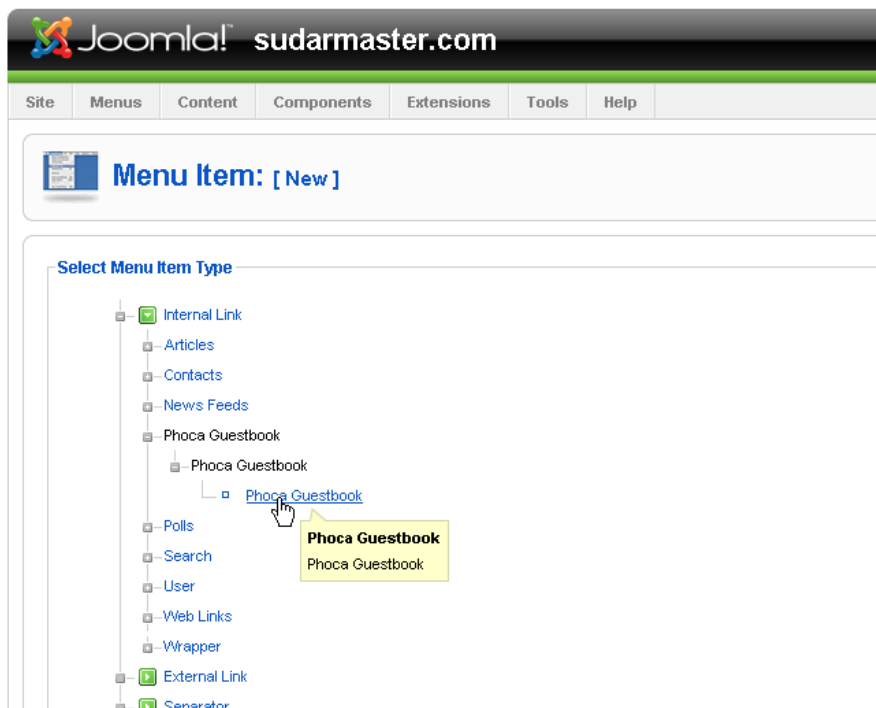 Joomla!™ sudarmaster.com
Site Menus Content Components Extensions Tools Help
Menu Item: [ New ]
Select Menu Item Type
Internal Link
Articles
Contacts
News Feeds
Phoca Guestbook
Phoca Guestbook
Phoca Guestbook
Polls
Phoca Guestbook
Search
Phoca Guestbook
User
Web Links
Wrapper
External Link
Separator